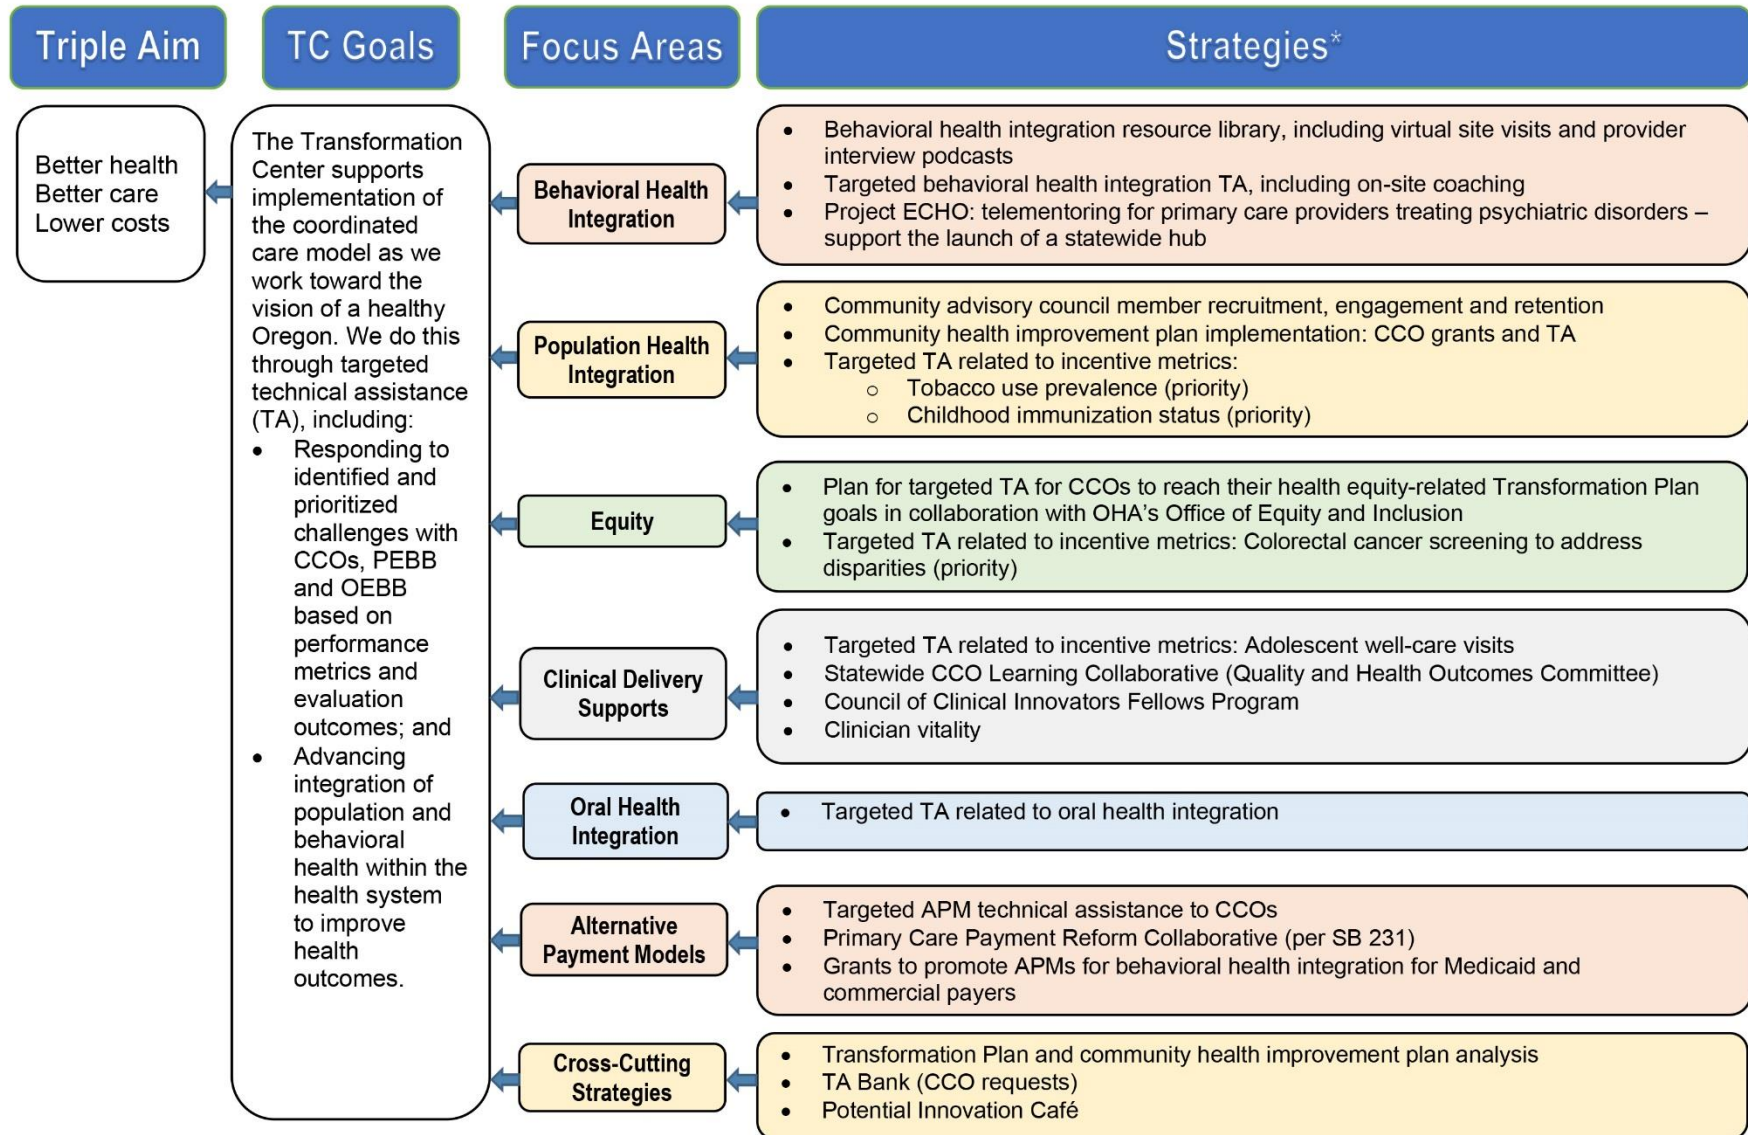 Triple Aim
TC Goals
Focus Areas
Strategies*
Better health
Better care
Lower costs
The Transformation
Center supports
implementation of
the coordinated
care model as we
work toward the
vision of a healthy
Oregon. We do this
through targeted
technical assistance
(TA), including:
• Responding to
identified and
prioritized
challenges with
CCOs, PEBB
and OEBB
based on
performance
metrics and
evaluation
outcomes; and
• Advancing
integration of
population and
behavioral
health within the
health system
to improve
health
outcomes.
Behavioral Health
Integration
• Behavioral health integration resource library, including virtual site visits and provider
interview podcasts
• Targeted behavioral health integration TA, including on-site coaching
• Project ECHO: telementoring for primary care providers treating psychiatric disorders –
support the launch of a statewide hub
Population Health
Integration
• Community advisory council member recruitment, engagement and retention
• Community health improvement plan implementation: CCO grants and TA
• Targeted TA related to incentive metrics:
o Tobacco use prevalence (priority)
o Childhood immunization status (priority)
Equity
• Plan for targeted TA for CCOs to reach their health equity-related Transformation Plan
goals in collaboration with OHA's Office of Equity and Inclusion
• Targeted TA related to incentive metrics: Colorectal cancer screening to address
disparities (priority)
Clinical Delivery
Supports
• Targeted TA related to incentive metrics: Adolescent well-care visits
• Statewide CCO Learning Collaborative (Quality and Health Outcomes Committee)
• Council of Clinical Innovators Fellows Program
• Clinician vitality
Oral Health
Integration
• Targeted TA related to oral health integration
Alternative
Payment Models
• Targeted APM technical assistance to CCOs
• Primary Care Payment Reform Collaborative (per SB 231)
• Grants to promote APMs for behavioral health integration for Medicaid and
commercial payers
Cross-Cutting
Strategies
• Transformation Plan and community health improvement plan analysis
• TA Bank (CCO requests)
• Potential Innovation Café